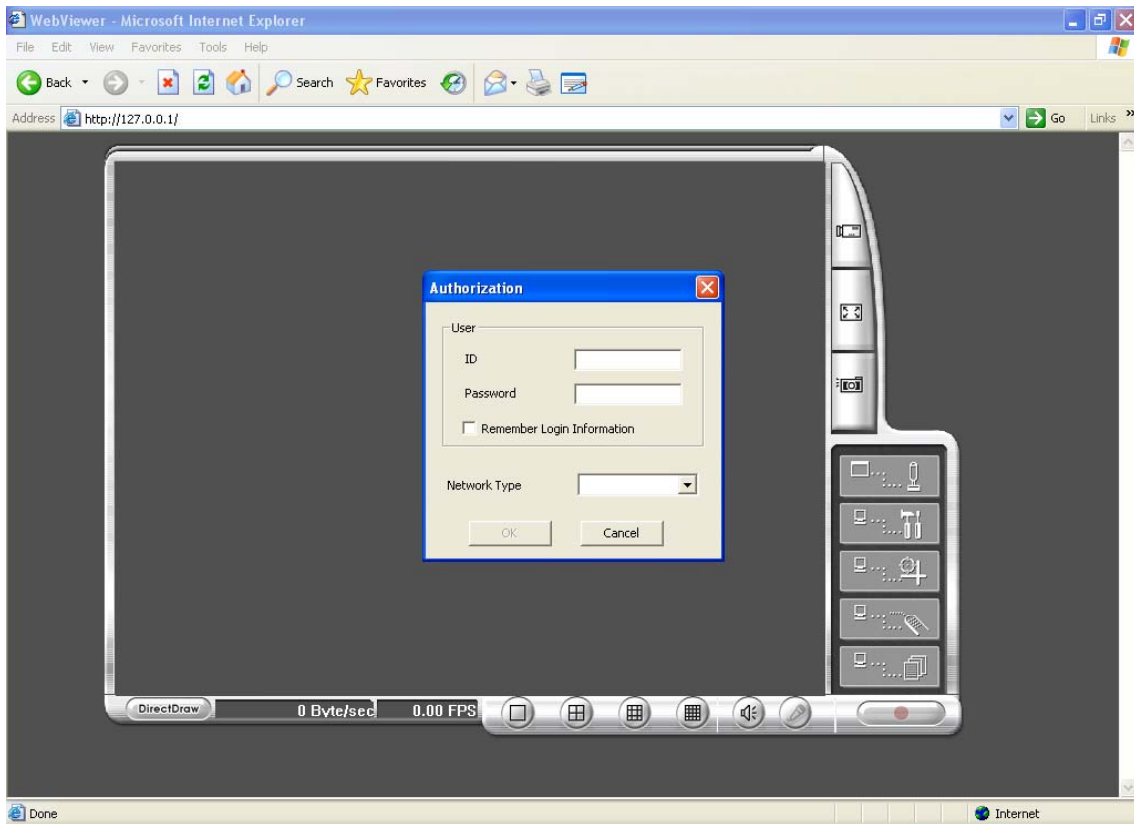 WebViewer - Microsoft Internet Explorer
File Edit View Favorites Tools Help
Back Search Favorites
Address http://127.0.0.1/ Go Links »
Authorization
User
ID
Password
Remember Login Information
Network Type
OK Cancel
DirectDraw 0 Byte/sec 0.00 FPS
Done Internet